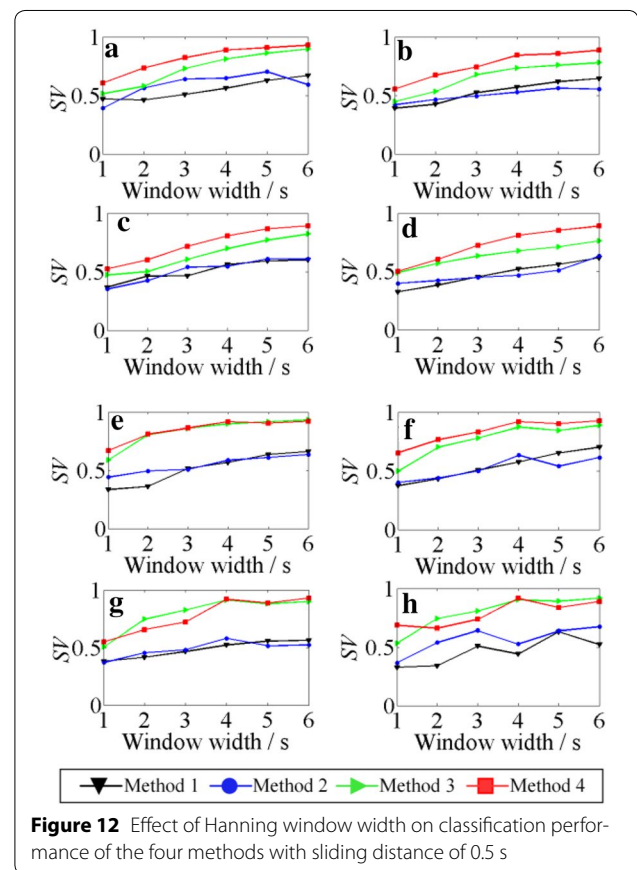 a
b
1
1
SV
0.5
0
1 2 3 4 5 6
Window width / s
SV
0.5
0
1 2 3 4 5 6
Window width / s
c
d
1
1
SV
0.5
0
1 2 3 4 5 6
Window width / s
SV
0.5
0
1 2 3 4 5 6
Window width / s
e
f
1
1
SV
0.5
0
1 2 3 4 5 6
Window width / s
SV
0.5
0
1 2 3 4 5 6
Window width / s
g
h
1
1
SV
0.5
0
1 2 3 4 5 6
Window width / s
SV
0.5
0
1 2 3 4 5 6
Window width / s
Method 1 Method 2 Method 3 Method 4
Figure 12 Effect of Hanning window width on classification perfor-
mance of the four methods with sliding distance of 0.5 s